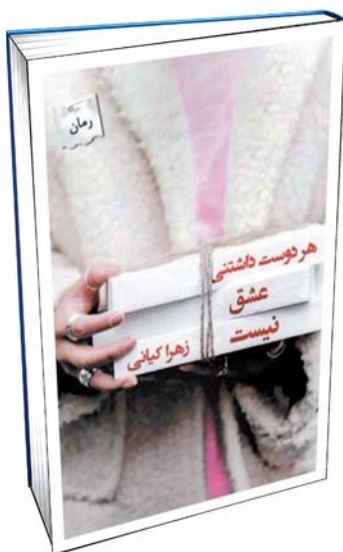 رمان
هر دوست داشتنی
عشق
نیست
زهرا کیانی